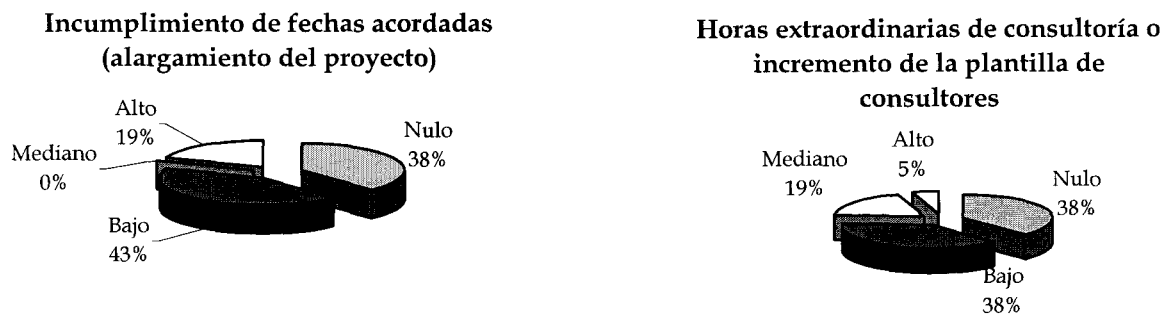 Incumplimiento de fechas acordadas
(alargamiento del proyecto)
Alto
19%
Nulo
38%
Mediano
0%
Bajo
43%
Horas extraordinarias de consultoría o
incremento de la plantilla de
consultores
Alto
5%
Mediano
19%
Nulo
38%
Bajo
38%